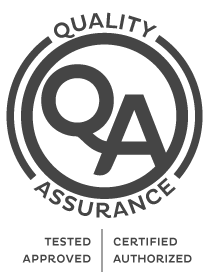 QUALITY
QA
ASSURANCE
TESTED | CERTIFIED
APPROVED | AUTHORIZED